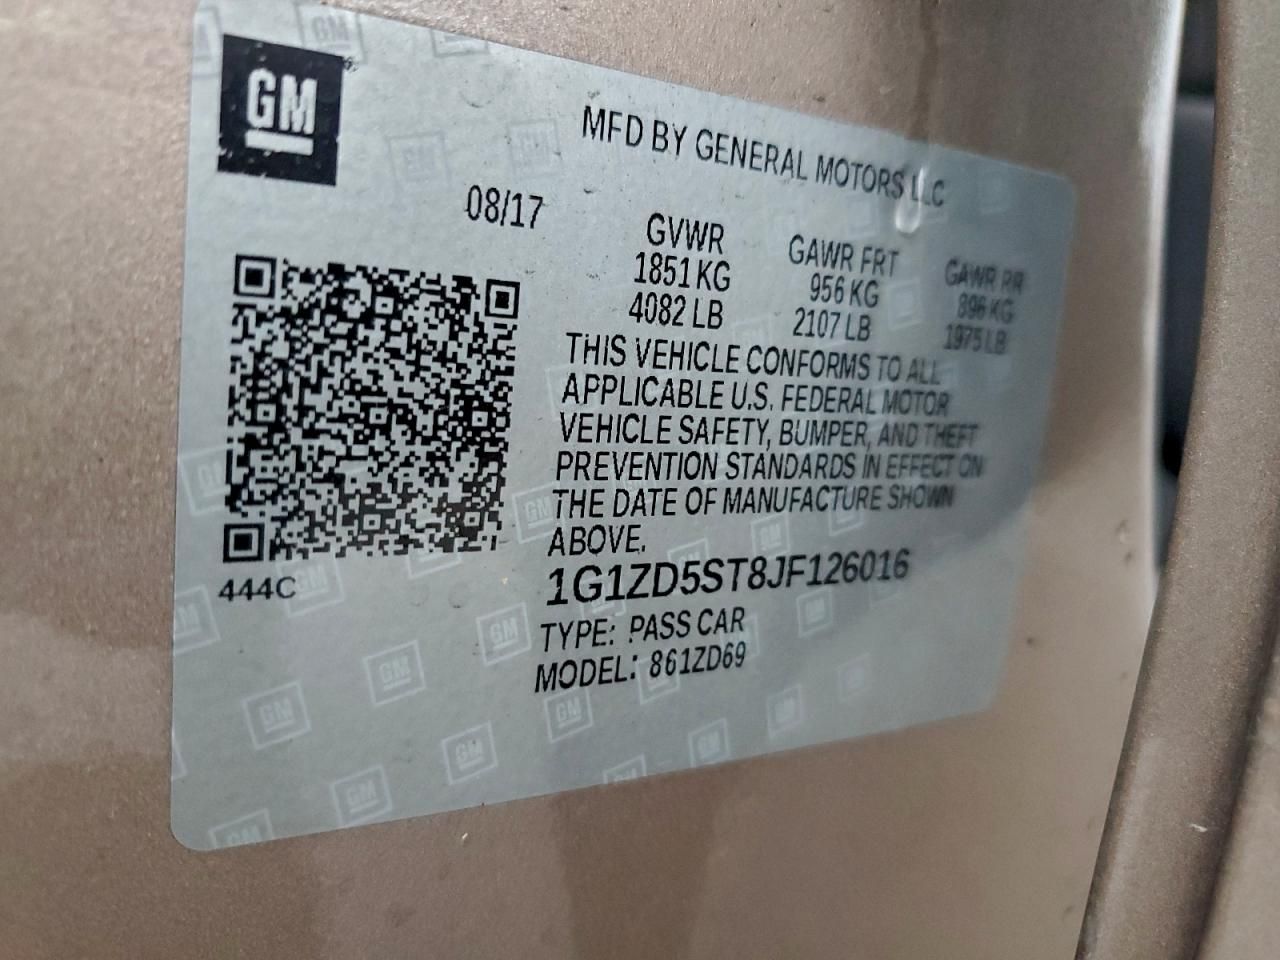 GM
MFD BY GENERAL MOTORS LLC
08/17
GVWR GAWR FRT GAWR RR
1851 KG 956 KG 896 KG
4082 LB 2107 LB 1975 LB
THIS VEHICLE CONFORMS TO ALL
APPLICABLE U.S. FEDERAL MOTOR
VEHICLE SAFETY, BUMPER, AND THEFT
PREVENTION STANDARDS IN EFFECT ON
THE DATE OF MANUFACTURE SHOWN
ABOVE.
444C
1G1ZD5ST8JF126016
TYPE: PASS CAR
MODEL: 861ZD69